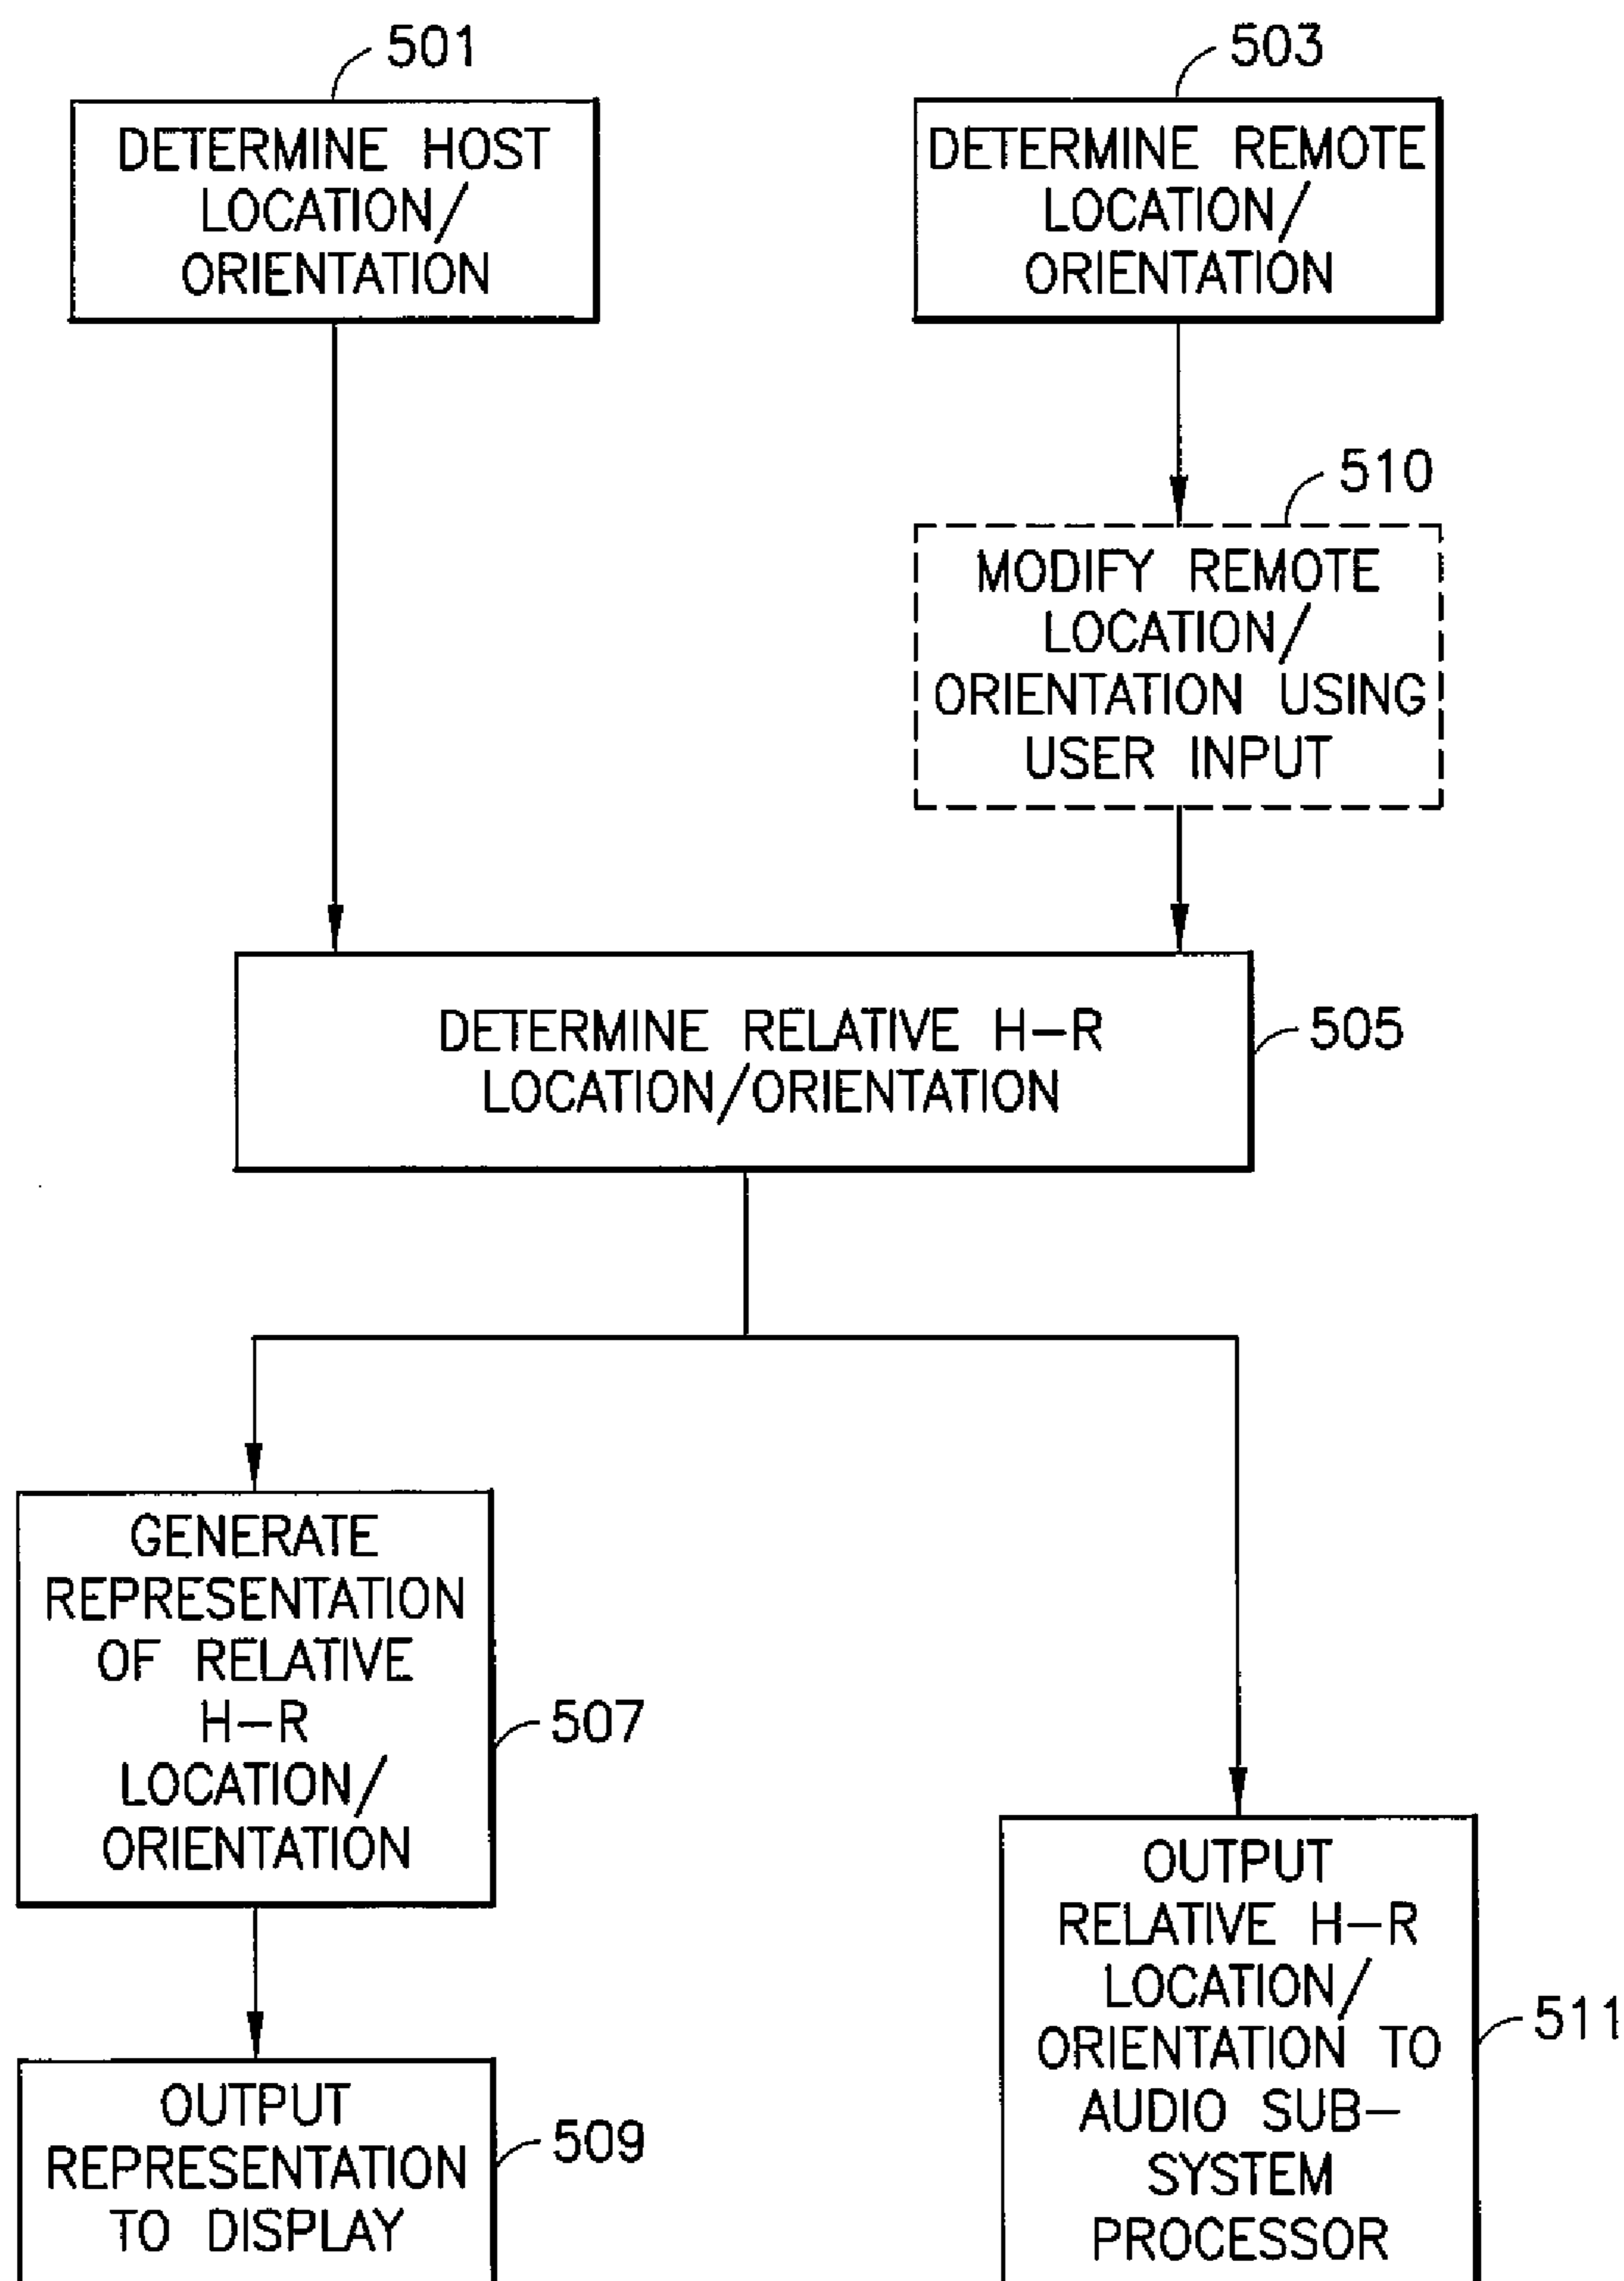 501
DETERMINE HOST
LOCATION/
ORIENTATION
503
DETERMINE REMOTE
LOCATION/
ORIENTATION
510
MODIFY REMOTE
LOCATION/
ORIENTATION USING
USER INPUT
DETERMINE RELATIVE H-R
LOCATION/ORIENTATION
505
GENERATE
REPRESENTATION
OF RELATIVE
H-R
LOCATION/
ORIENTATION
507
OUTPUT
REPRESENTATION
TO DISPLAY
509
OUTPUT
RELATIVE H-R
LOCATION/
ORIENTATION TO
AUDIO SUB-
SYSTEM
PROCESSOR
511